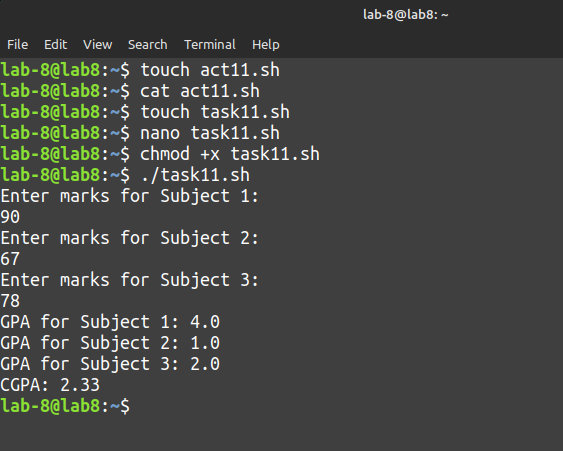 lab-8@lab8: ~
File Edit View Search Terminal Help
lab-8@lab8:~$ touch act11.sh
lab-8@lab8:~$ cat act11.sh
lab-8@lab8:~$ touch task11.sh
lab-8@lab8:~$ nano task11.sh
lab-8@lab8:~$ chmod +x task11.sh
lab-8@lab8:~$ ./task11.sh
Enter marks for Subject 1:
90
Enter marks for Subject 2:
67
Enter marks for Subject 3:
78
GPA for Subject 1: 4.0
GPA for Subject 2: 1.0
GPA for Subject 3: 2.0
CGPA: 2.33
lab-8@lab8:~$